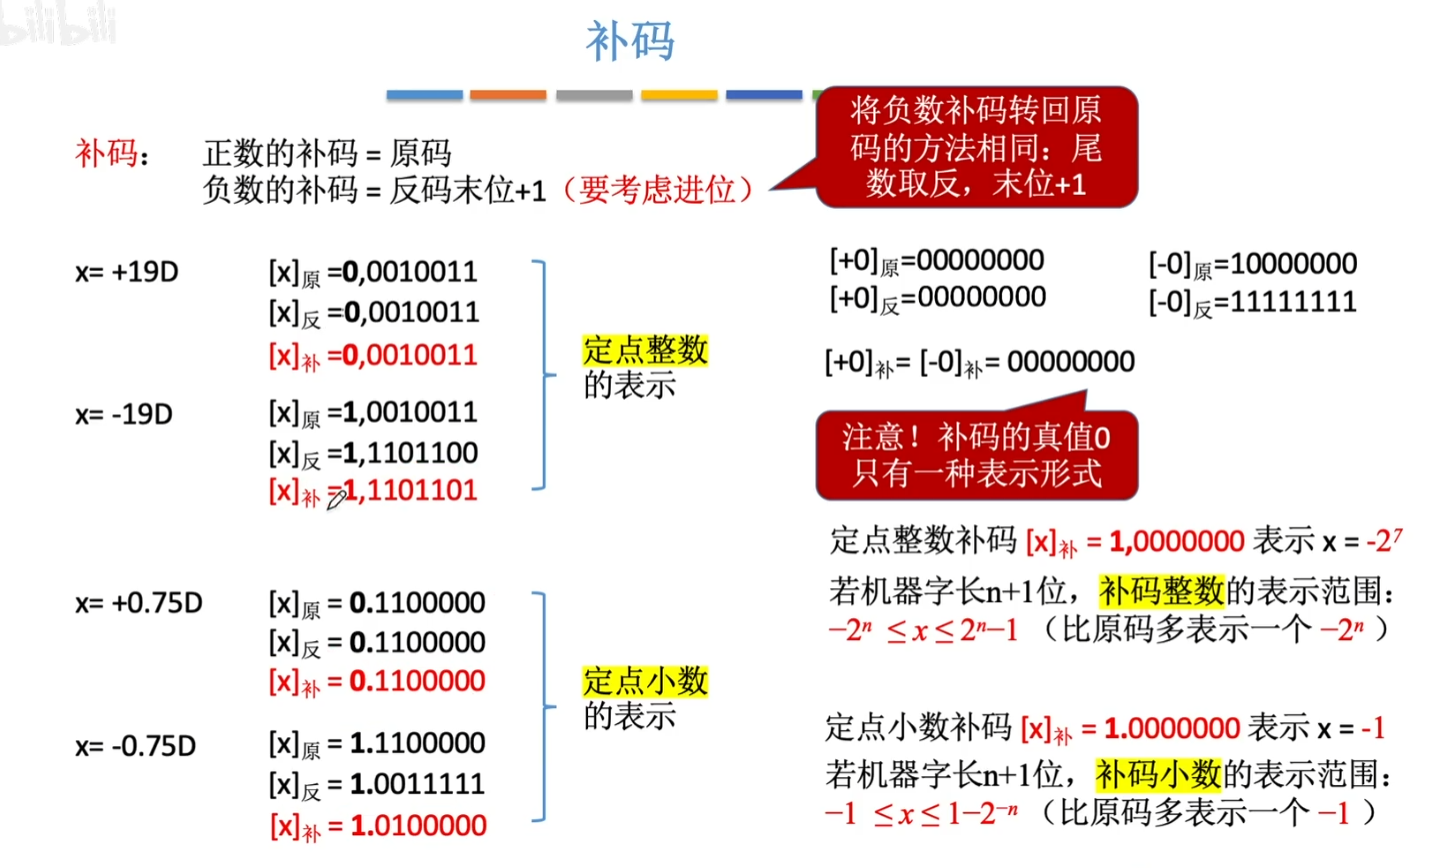 bilibili
补码
将负数补码转回原
码的方法相同：尾
数取反，末位+1
补码： 正数的补码 = 原码
负数的补码 = 反码末位+1（要考虑进位）
x= +19D
[x]原 =0,0010011
[x]反 =0,0010011
[x]补 =0,0010011
x= -19D
[x]原 =1,0010011
[x]反 =1,1101100
[x]补 =1,1101101
定点整数
的表示
x= +0.75D
[x]原 = 0.1100000
[x]反 = 0.1100000
[x]补 = 0.1100000
x= -0.75D
[x]原 = 1.1100000
[x]反 = 1.0011111
[x]补 = 1.0100000
定点小数
的表示
[+0]原=00000000
[+0]反=00000000
[-0]原=10000000
[-0]反=11111111
[+0]补= [-0]补= 00000000
注意！补码的真值0
只有一种表示形式
定点整数补码 [x]补 = 1,0000000 表示 x = -2⁷
若机器字长n+1位，补码整数的表示范围：
−2ⁿ ≤ x ≤ 2ⁿ−1 （比原码多表示一个 −2ⁿ ）
定点小数补码 [x]补 = 1.0000000 表示 x = -1
若机器字长n+1位，补码小数的表示范围：
−1 ≤ x ≤ 1−2⁻ⁿ （比原码多表示一个 −1 ）